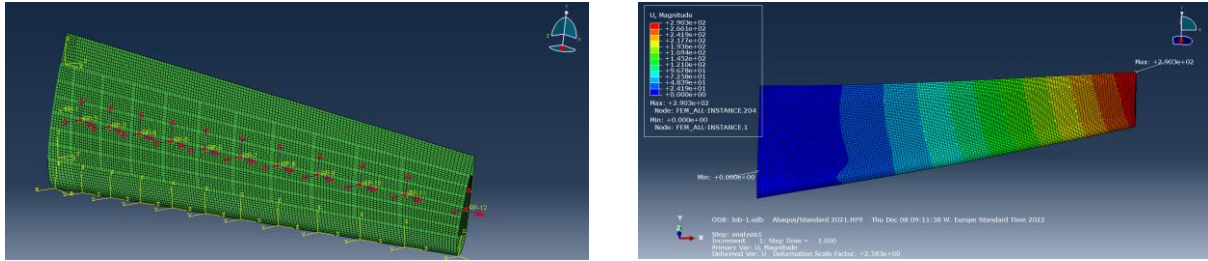 RP-12
U, Magnitude
+2.903e+02
+2.661e+02
+2.419e+02
+2.177e+02
+1.936e+02
+1.694e+02
+1.452e+02
+1.210e+02
+9.678e+01
+7.258e+01
+4.839e+01
+2.419e+01
+0.000e+00
Max: +2.903e+02
Node: FEM_ALL-INSTANCE.204
Min: +0.000e+00
Node: FEM_ALL-INSTANCE.1
Max: +2.903e+02
Min: +0.000e+00
ODB: Job-1.odb Abaqus/Standard 2021.HF9 Thu Dec 08 09:11:38 W. Europe Standard Time 2022
Step: analysis1
Increment 1: Step Time = 1.000
Primary Var: U, Magnitude
Deformed Var: U Deformation Scale Factor: +2.583e+00
Y
Z
X